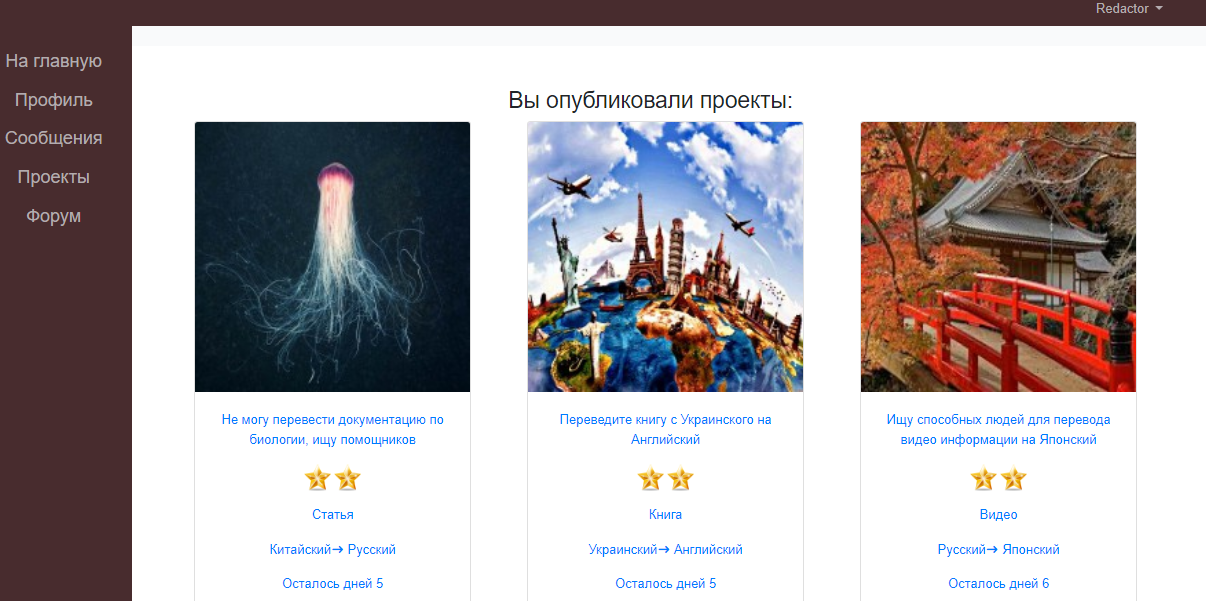 Redactor
На главную
Профиль
Сообщения
Проекты
Форум
Вы опубликовали проекты:
Не могу перевести документацию по
биологии, ищу помощников
Статья
Китайский→ Русский
Осталось дней 5
Переведите книгу с Украинского на
Английский
Книга
Украинский→ Английский
Осталось дней 5
Ищу способных людей для перевода
видео информации на Японский
Видео
Русский→ Японский
Осталось дней 6